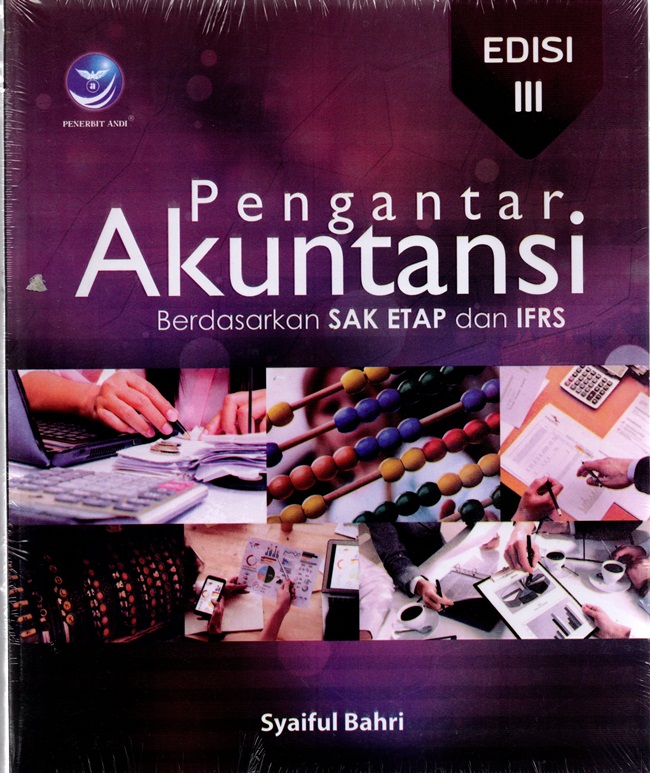 EDISI
III
a
PENERBIT ANDI®
Pengantar
Akuntansi
Berdasarkan SAK ETAP dan IFRS
Syaiful Bahri